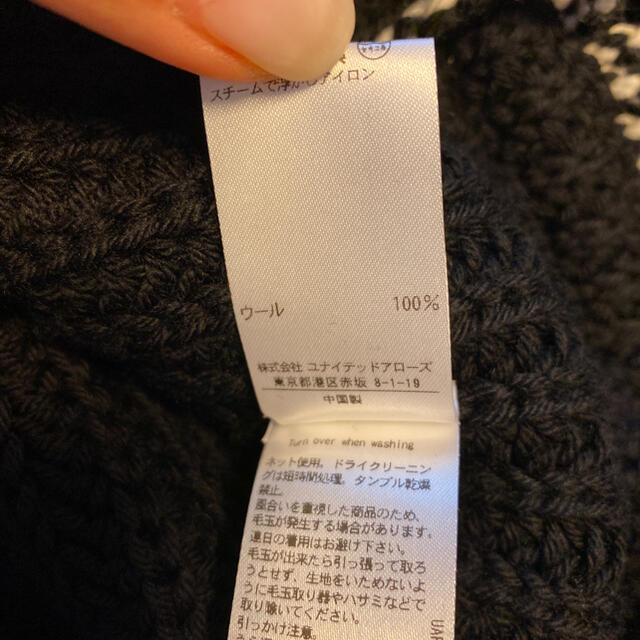 スチームで浮かしアイロン
ウール 100%
株式会社 ユナイテッドアローズ
東京都港区赤坂 8-1-19
中国製
Turn over when washing
ネット使用。ドライクリーニン
グは短時間処理。タンブル乾燥
禁止。
風合いを重視した商品のため、
毛玉が発生する場合があります。
連日の着用はお避け下さい。
毛玉が出来たら引っ張って取ろ
うとせず、生地をいためないよ
うに毛玉取り器やハサミなどで
取り除いてください。
引っかけ注意。